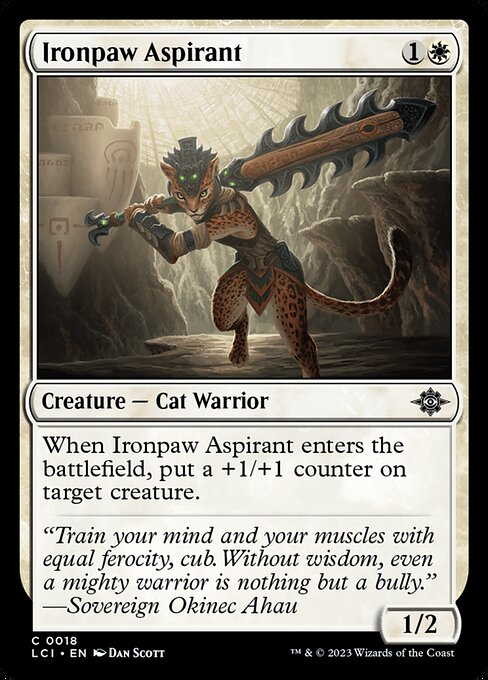 Ironpaw Aspirant 1
Creature — Cat Warrior
When Ironpaw Aspirant enters the
battlefield, put a +1/+1 counter on
target creature.
“Train your mind and your muscles with
equal ferocity, cub. Without wisdom, even
a mighty warrior is nothing but a bully.”
—Sovereign Okinec Ahau
1/2
C 0018
LCI • EN Dan Scott
™ & © 2023 Wizards of the Coast